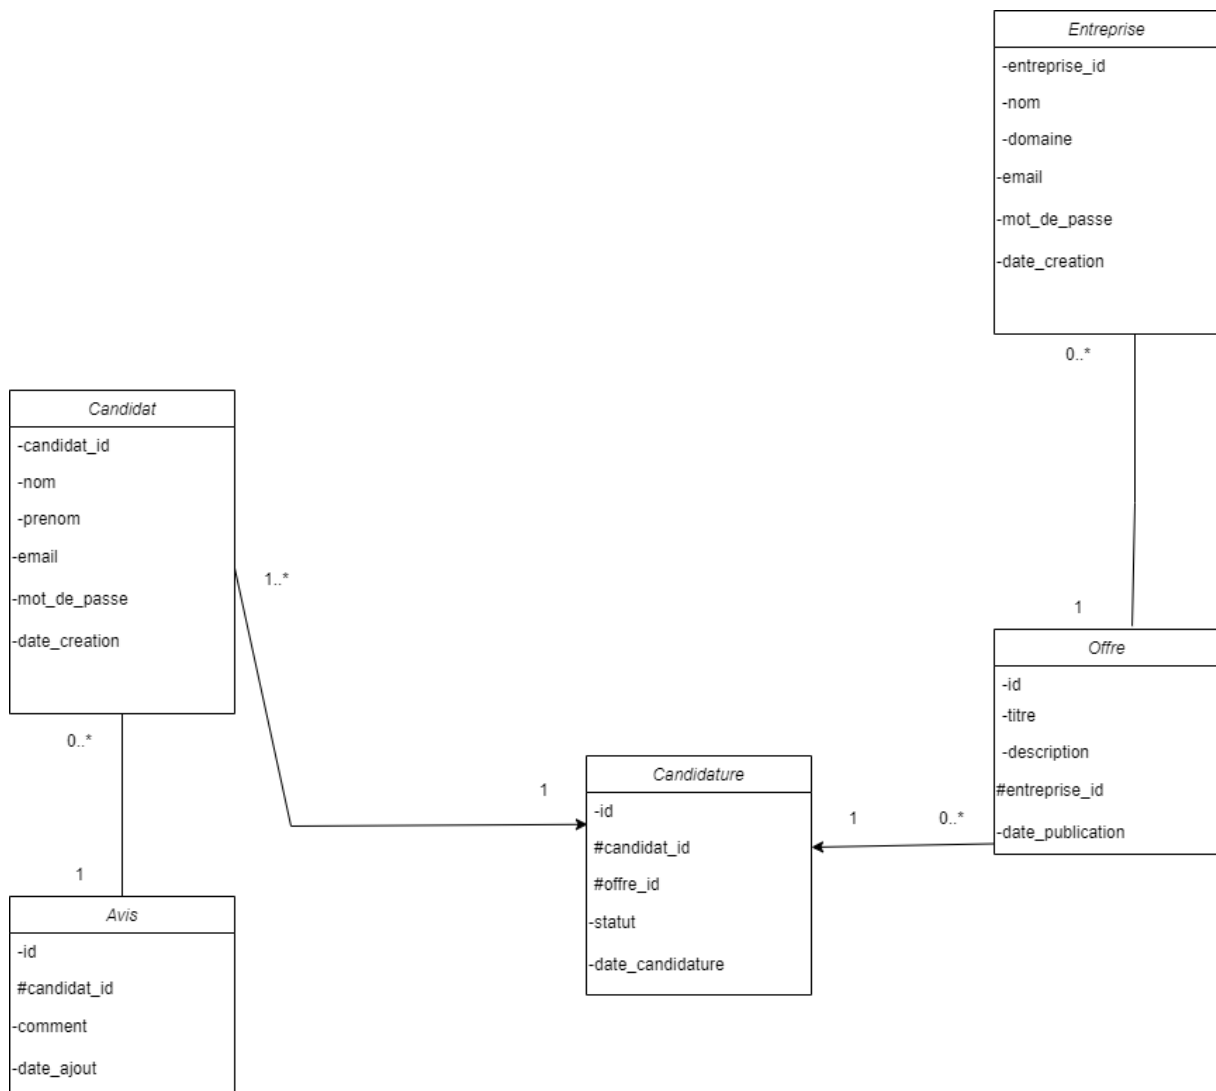 Entreprise
-entreprise_id
-nom
-domaine
-email
-mot_de_passe
-date_creation
0..*
1
Offre
-id
-titre
-description
#entreprise_id
-date_publication
Candidat
-candidat_id
-nom
-prenom
-email
-mot_de_passe
-date_creation
1..*
1
0..*
1
Candidature
-id
#candidat_id
#offre_id
-statut
-date_candidature
1
0..*
Avis
-id
#candidat_id
-comment
-date_ajout